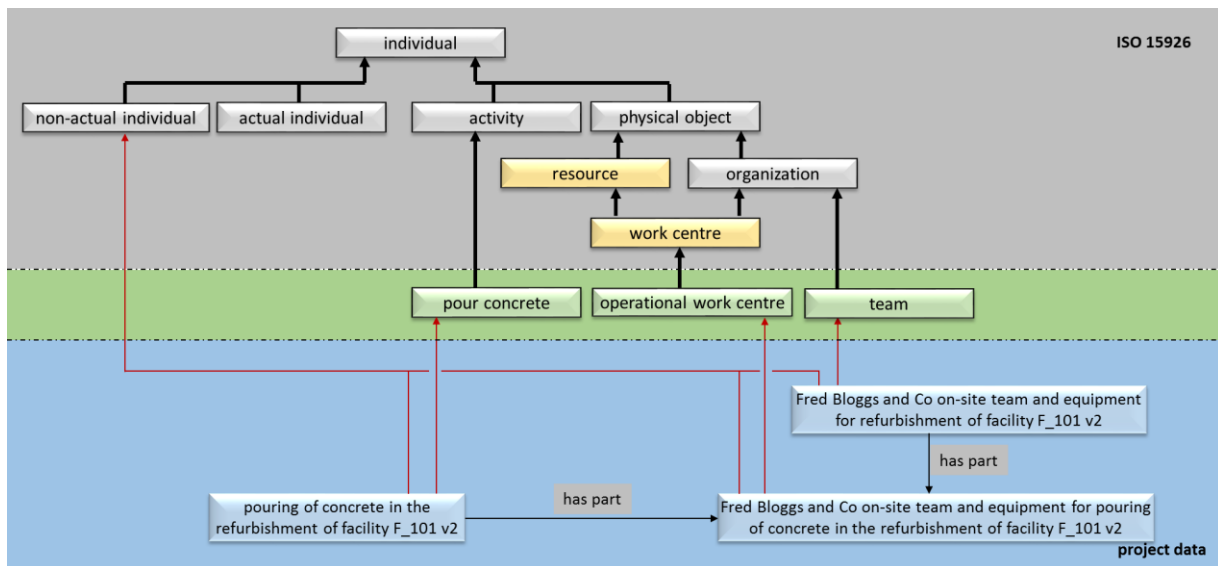 individual
ISO 15926
non-actual individual
actual individual
activity
physical object
resource
organization
work centre
pour concrete
operational work centre
team
Fred Bloggs and Co on-site team and equipment
for refurbishment of facility F_101 v2
has part
pouring of concrete in the
refurbishment of facility F_101 v2
has part
Fred Bloggs and Co on-site team and equipment for pouring
of concrete in the refurbishment of facility F_101 v2
project data